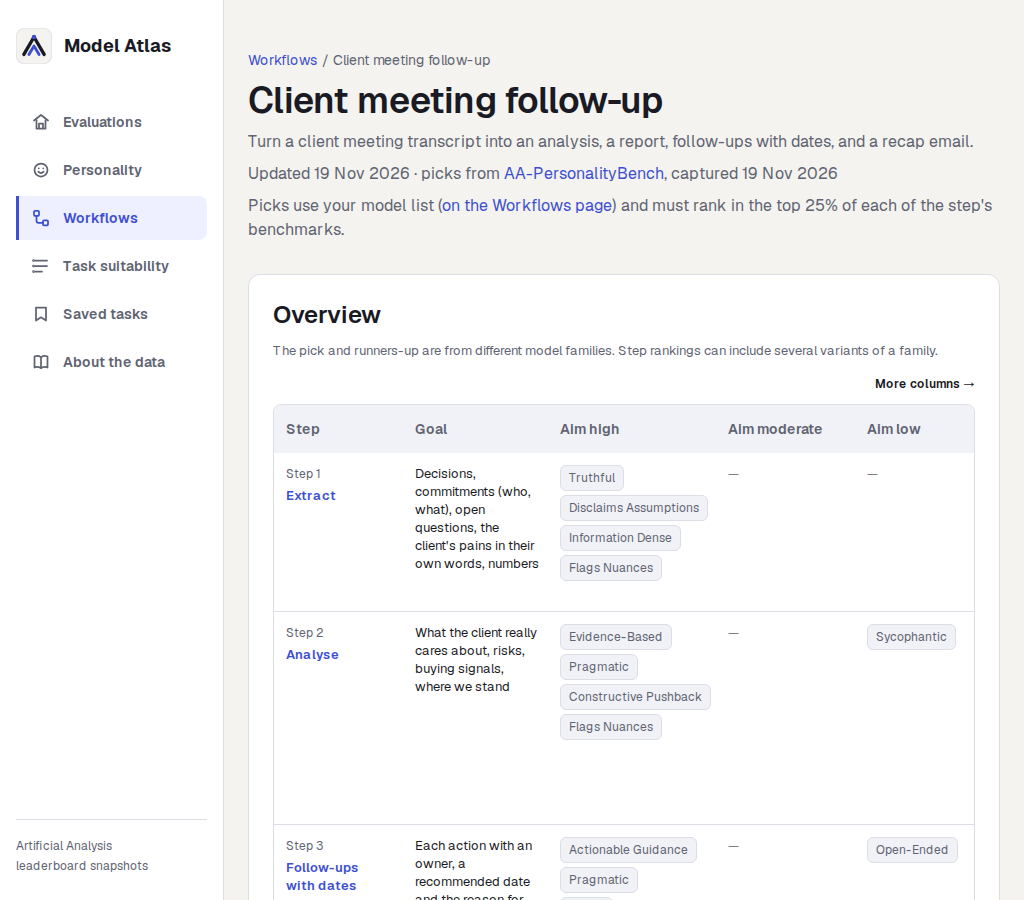 Model Atlas
Evaluations
Personality
Workflows
Task suitability
Saved tasks
About the data
Artificial Analysis
leaderboard snapshots
Workflows / Client meeting follow-up
Client meeting follow-up
Turn a client meeting transcript into an analysis, a report, follow-ups with dates, and a recap email.
Updated 19 Nov 2026 · picks from AA-PersonalityBench, captured 19 Nov 2026
Picks use your model list (on the Workflows page) and must rank in the top 25% of each of the step's
benchmarks.
Overview
The pick and runners-up are from different model families. Step rankings can include several variants of a family.
More columns →
Step Goal Aim high Aim moderate Aim low
Step 1
Extract
Decisions,
commitments (who,
what), open
questions, the
client's pains in their
own words, numbers
Truthful
Disclaims Assumptions
Information Dense
Flags Nuances
—
—
Step 2
Analyse
What the client really
cares about, risks,
buying signals,
where we stand
Evidence-Based
Pragmatic
Constructive Pushback
Flags Nuances
—
Sycophantic
Step 3
Follow-ups
with dates
Each action with an
owner, a
recommended date
and the reason for
Actionable Guidance
Pragmatic
—
Open-Ended